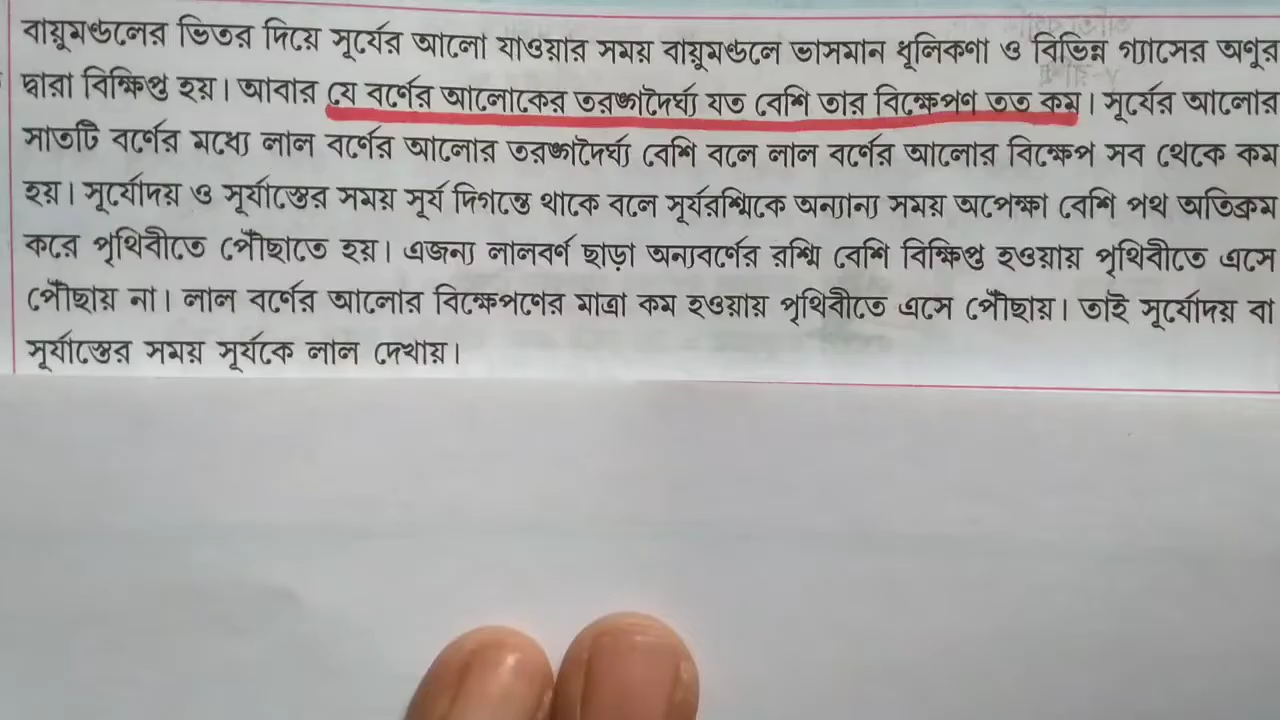 বায়ুমণ্ডলের ভিতর দিয়ে সূর্যের আলো যাওয়ার সময় বায়ুমণ্ডলে ভাসমান ধূলিকণা ও বিভিন্ন গ্যাসের অণুর
দ্বারা বিক্ষিপ্ত হয়। আবার যে বর্ণের আলোকের তরঙ্গদৈর্ঘ্য যত বেশি তার বিক্ষেপণ তত কম। সূর্যের আলোর
সাতটি বর্ণের মধ্যে লাল বর্ণের আলোর তরঙ্গদৈর্ঘ্য বেশি বলে লাল বর্ণের আলোর বিক্ষেপ সব থেকে কম
হয়। সূর্যোদয় ও সূর্যাস্তের সময় সূর্য দিগন্তে থাকে বলে সূর্যরশ্মিকে অন্যান্য সময় অপেক্ষা বেশি পথ অতিক্রম
করে পৃথিবীতে পৌঁছাতে হয়। এজন্য লালবর্ণ ছাড়া অন্যবর্ণের রশ্মি বেশি বিক্ষিপ্ত হওয়ায় পৃথিবীতে এসে
পৌঁছায় না। লাল বর্ণের আলোর বিক্ষেপণের মাত্রা কম হওয়ায় পৃথিবীতে এসে পৌঁছায়। তাই সূর্যোদয় বা
সূর্যাস্তের সময় সূর্যকে লাল দেখায়।